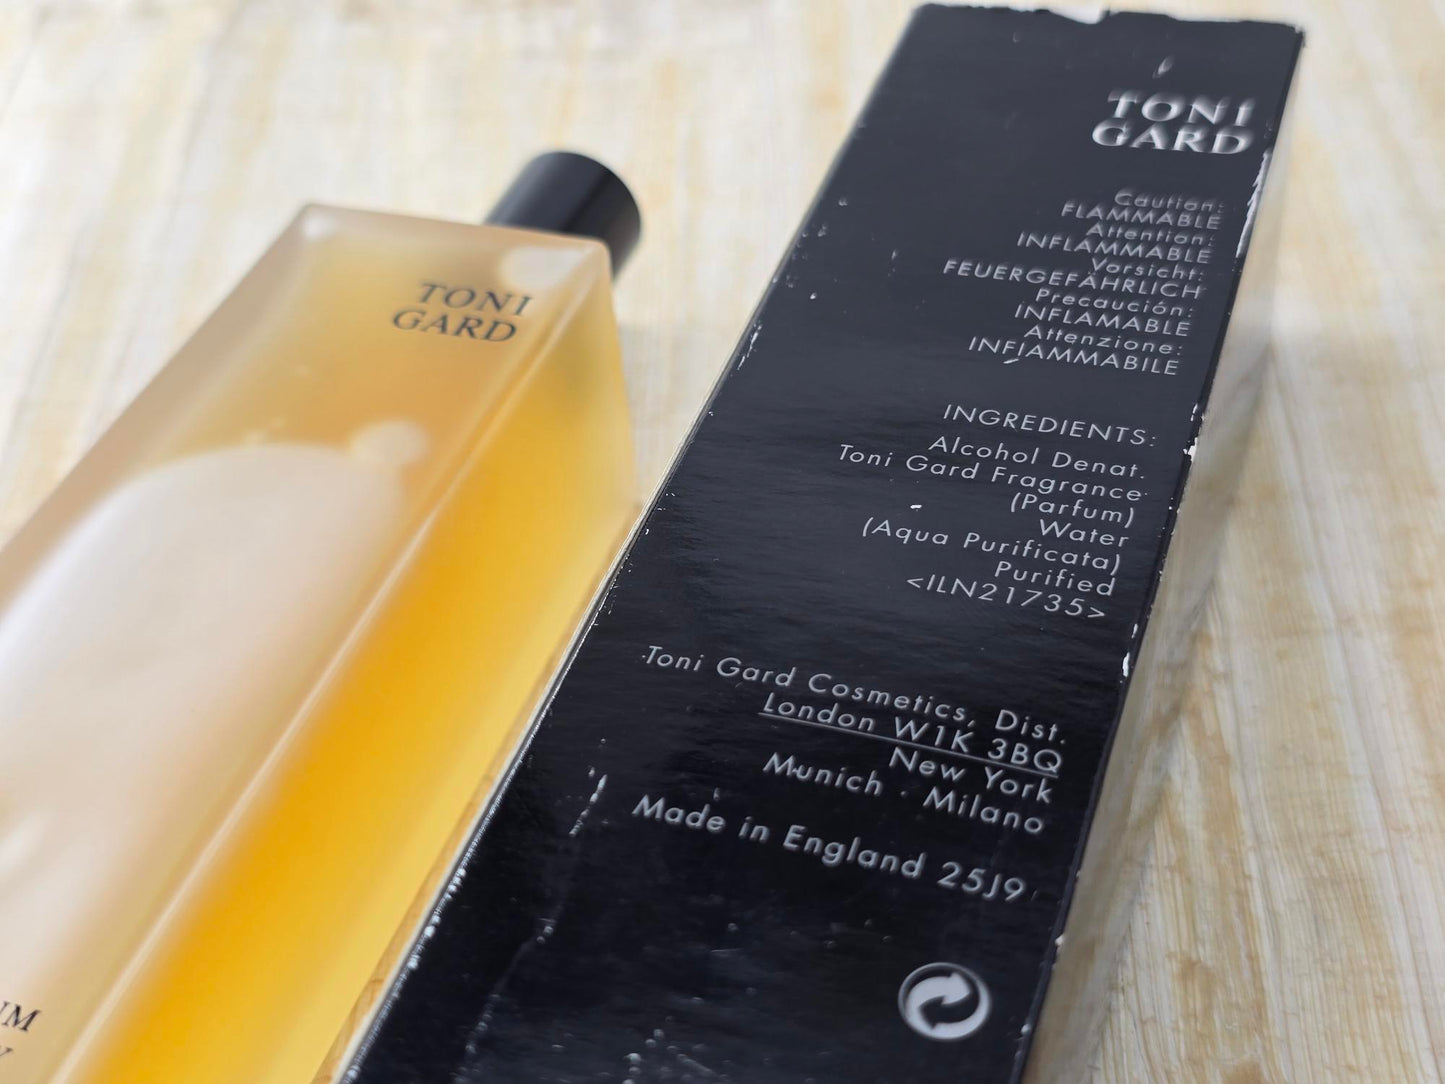 TONI
GARD
UM
TONI
GARD
Caution:
FLAMMABLE
Attention:
INFLAMMABLE
Vorsicht:
FEUERGEFÄHRLICH
Precaución:
INFLAMABLE
Attenzione:
INFIAMMABILE
INGREDIENTS:
Alcohol Denat.
Toni Gard Fragrance
(Parfum)
Water
(Aqua Purificata)
Purified
<ILN21735>
Toni Gard Cosmetics, Dist.
London W1K 3BQ
New York
Munich · Milano
Made in England 25J9